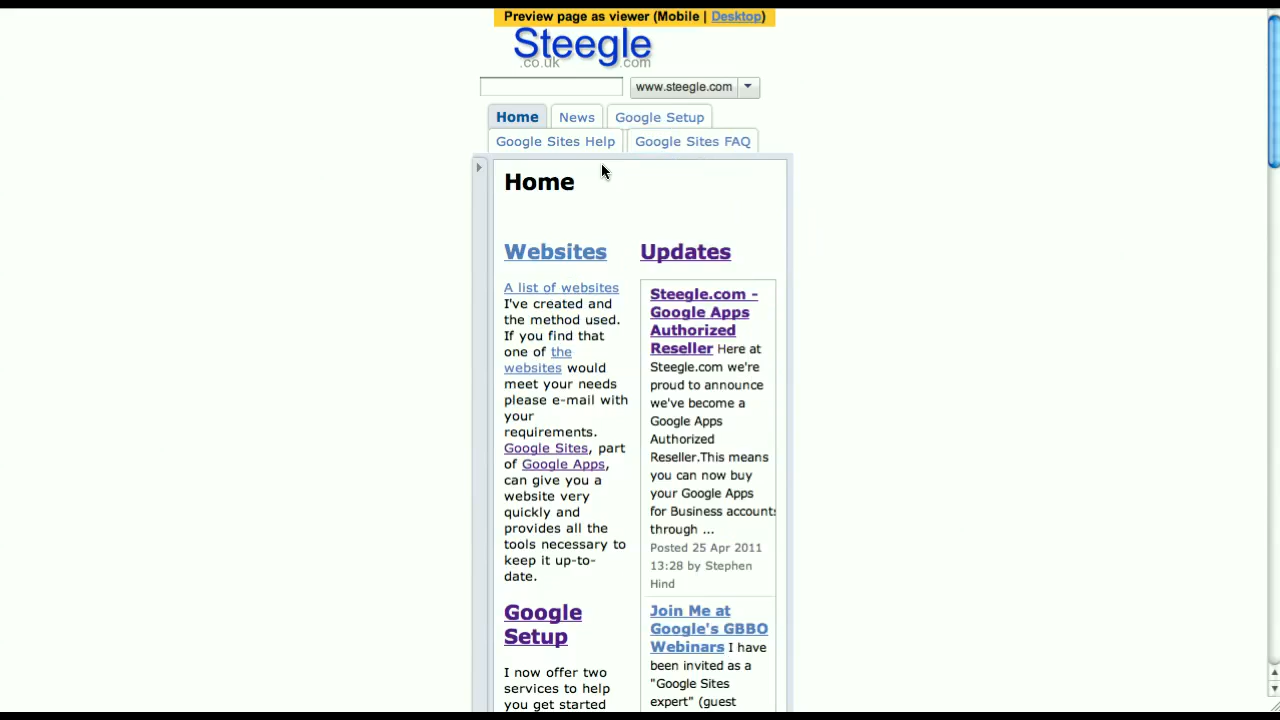 Preview page as viewer (Mobile | Desktop)
Steegle
.co.uk .com
www.steegle.com
Home News Google Setup
Google Sites Help Google Sites FAQ
Home
Websites
A list of websites
I've created and
the method used.
If you find that
one of the
websites would
meet your needs
please e-mail with
your
requirements.
Google Sites, part
of Google Apps,
can give you a
website very
quickly and
provides all the
tools necessary to
keep it up-to-
date.
Google
Setup
I now offer two
services to help
you get started
Updates
Steegle.com -
Google Apps
Authorized
Reseller Here at
Steegle.com we're
proud to announce
we've become a
Google Apps
Authorized
Reseller.This means
you can now buy
your Google Apps
for Business accounts
through ...
Posted 25 Apr 2011
13:28 by Stephen
Hind
Join Me at
Google's GBBO
Webinars I have
been invited as a
"Google Sites
expert" (guest